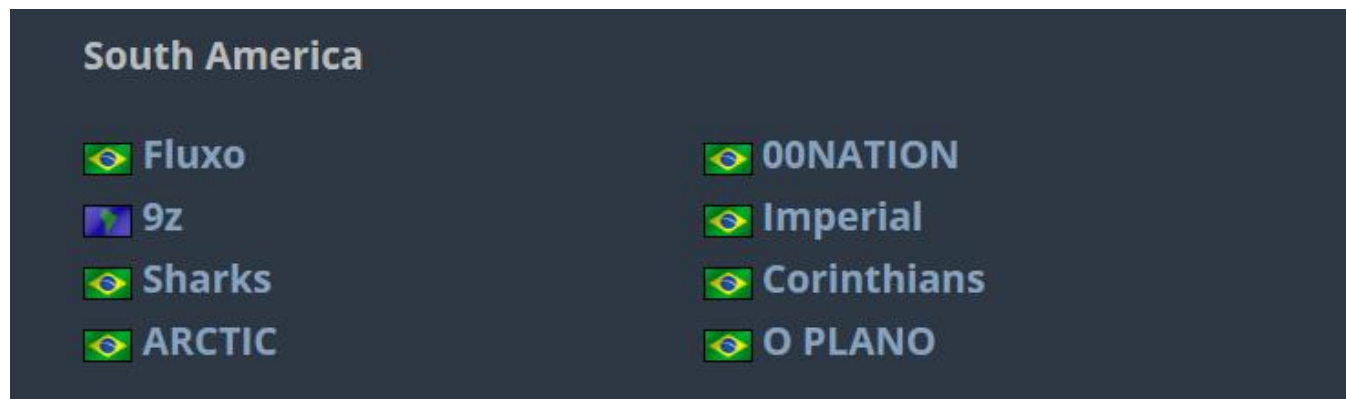 South America
Fluxo 00NATION
9z Imperial
Sharks Corinthians
ARCTIC O PLANO